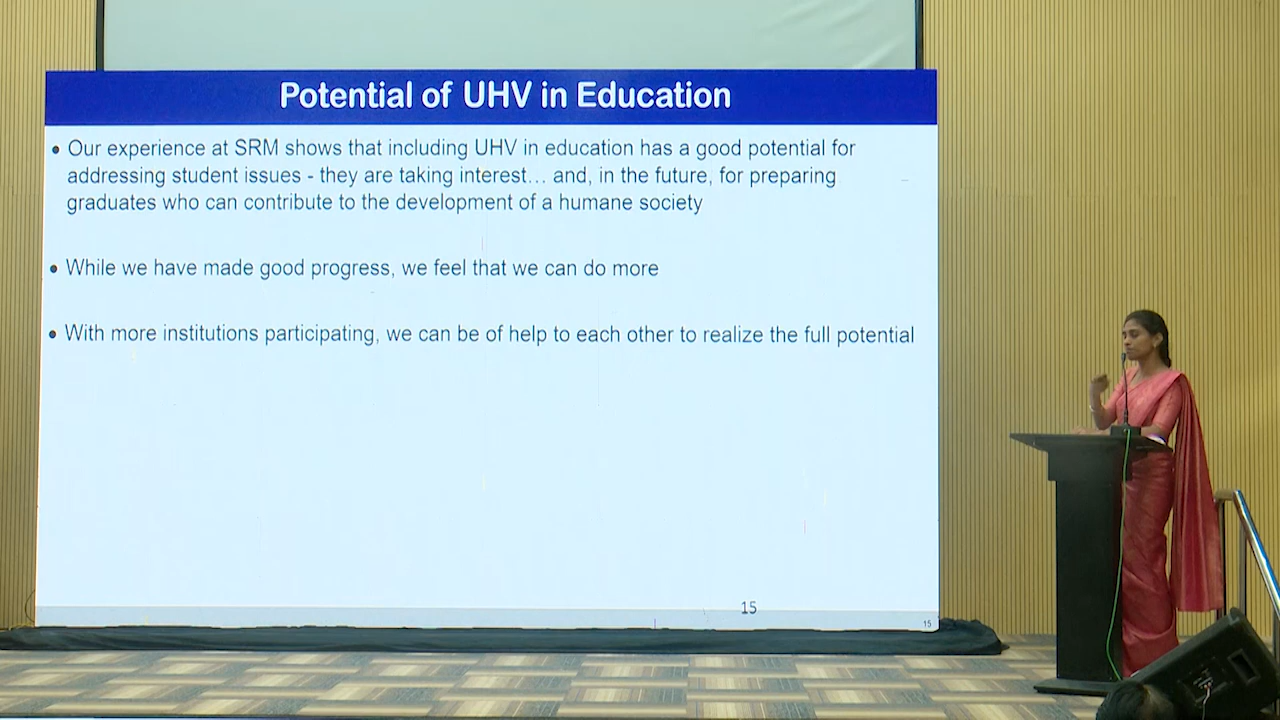 Potential of UHV in Education
• Our experience at SRM shows that including UHV in education has a good potential for
addressing student issues - they are taking interest... and, in the future, for preparing
graduates who can contribute to the development of a humane society
• While we have made good progress, we feel that we can do more
• With more institutions participating, we can be of help to each other to realize the full potential
15
15